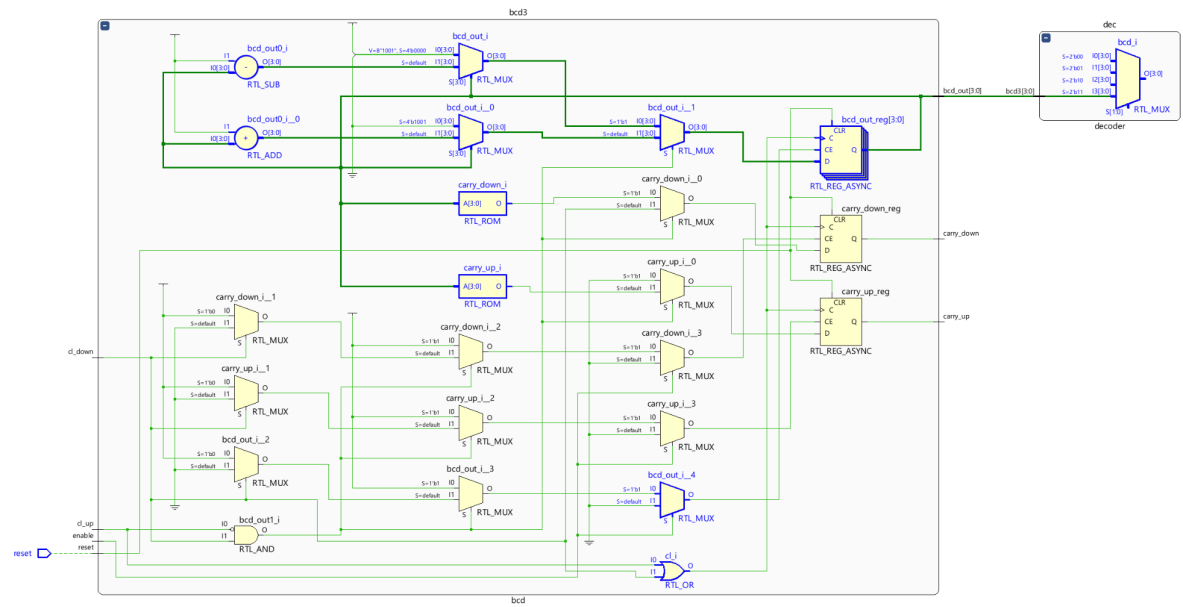 bcd3
dec
bcd_out0_i
I1
I0[3:0]
O[3:0]
-
RTL_SUB
bcd_out_i
V=B"1001", S=4'b0000
I0[3:0]
S=default
I1[3:0]
O[3:0]
S[3:0]
RTL_MUX
bcd_i
S=2'b00
I0[3:0]
S=2'b01
I1[3:0]
S=2'b10
I2[3:0]
S=2'b11
I3[3:0]
O[3:0]
S[1:0]
RTL_MUX
decoder
bcd_out[3:0]
bcd3[3:0]
bcd_out0_i__0
I1
I0[3:0]
O[3:0]
+
RTL_ADD
bcd_out_i__0
S=4'b1001
I0[3:0]
S=default
I1[3:0]
O[3:0]
S[3:0]
RTL_MUX
bcd_out_i__1
S=1'b1
I0[3:0]
S=default
I1[3:0]
O[3:0]
S
RTL_MUX
bcd_out_reg[3:0]
CLR
C
CE
D
Q
RTL_REG_ASYNC
carry_down_i
A[3:0]
O
RTL_ROM
carry_down_i__0
S=1'b1
I0
S=default
I1
O
S
RTL_MUX
carry_down_reg
CLR
C
CE
D
Q
RTL_REG_ASYNC
carry_down
carry_up_i
A[3:0]
O
RTL_ROM
carry_up_i__0
S=1'b1
I0
S=default
I1
O
S
RTL_MUX
carry_up_reg
CLR
C
CE
D
Q
RTL_REG_ASYNC
carry_up
carry_down_i__1
S=1'b0
I0
S=default
I1
O
S
RTL_MUX
carry_down_i__2
S=1'b1
I0
S=default
I1
O
S
RTL_MUX
carry_down_i__3
S=1'b1
I0
S=default
I1
O
S
RTL_MUX
cl_down
carry_up_i__1
S=1'b0
I0
S=default
I1
O
S
RTL_MUX
carry_up_i__2
S=1'b1
I0
S=default
I1
O
S
RTL_MUX
carry_up_i__3
S=1'b1
I0
S=default
I1
O
S
RTL_MUX
bcd_out_i__2
S=1'b0
I0
S=default
I1
O
S
RTL_MUX
bcd_out_i__3
S=1'b1
I0
S=default
I1
O
S
RTL_MUX
bcd_out_i__4
S=1'b1
I0
S=default
I1
O
S
RTL_MUX
cl_up
enable
reset
reset
bcd_out1_i
I0
I1
O
RTL_AND
cl_i
I0
I1
O
RTL_OR
bcd